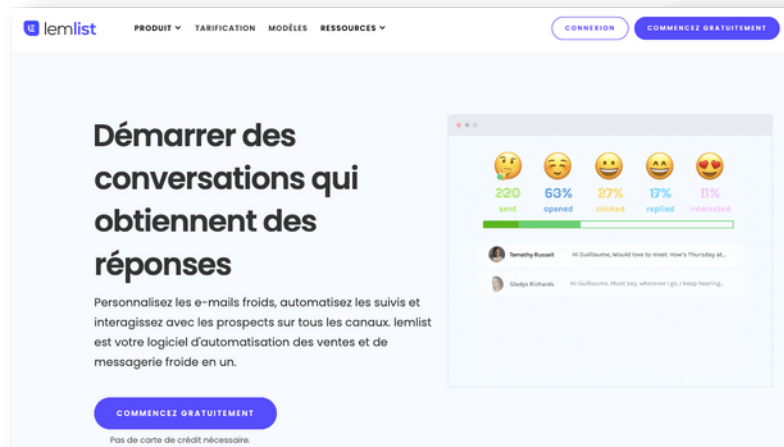 lemlist
PRODUIT TARIFICATION MODÈLES RESSOURCES
CONNEXION
COMMENCEZ GRATUITEMENT
Démarrer des
conversations qui
obtiennent des
réponses
Personnalisez les e-mails froids, automatisez les suivis et
interagissez avec les prospects sur tous les canaux. lemlist
est votre logiciel d'automatisation des ventes et de
messagerie froide en un.
COMMENCEZ GRATUITEMENT
Pas de carte de crédit nécessaire.
220 63% 27% 17% 11%
sent opened clicked replied interested
Tamathy Russell Hi Guillaume, Would love to meet. How's Thursday at...
Gladys Richards Hi Guillaume, Must say, wherever I go, I keep hearing...